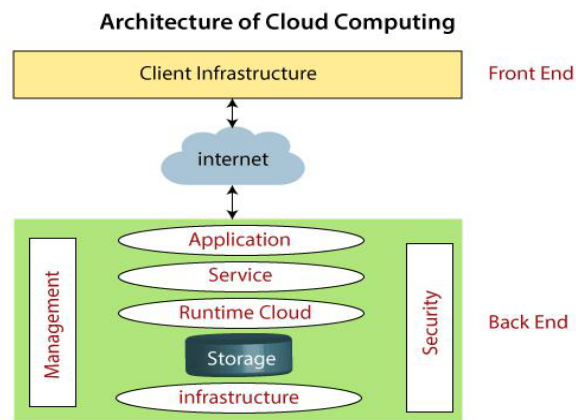 Architecture of Cloud Computing
Client Infrastructure
Front End
internet
Application
Service
Runtime Cloud
Storage
infrastructure
Management
Security
Back End